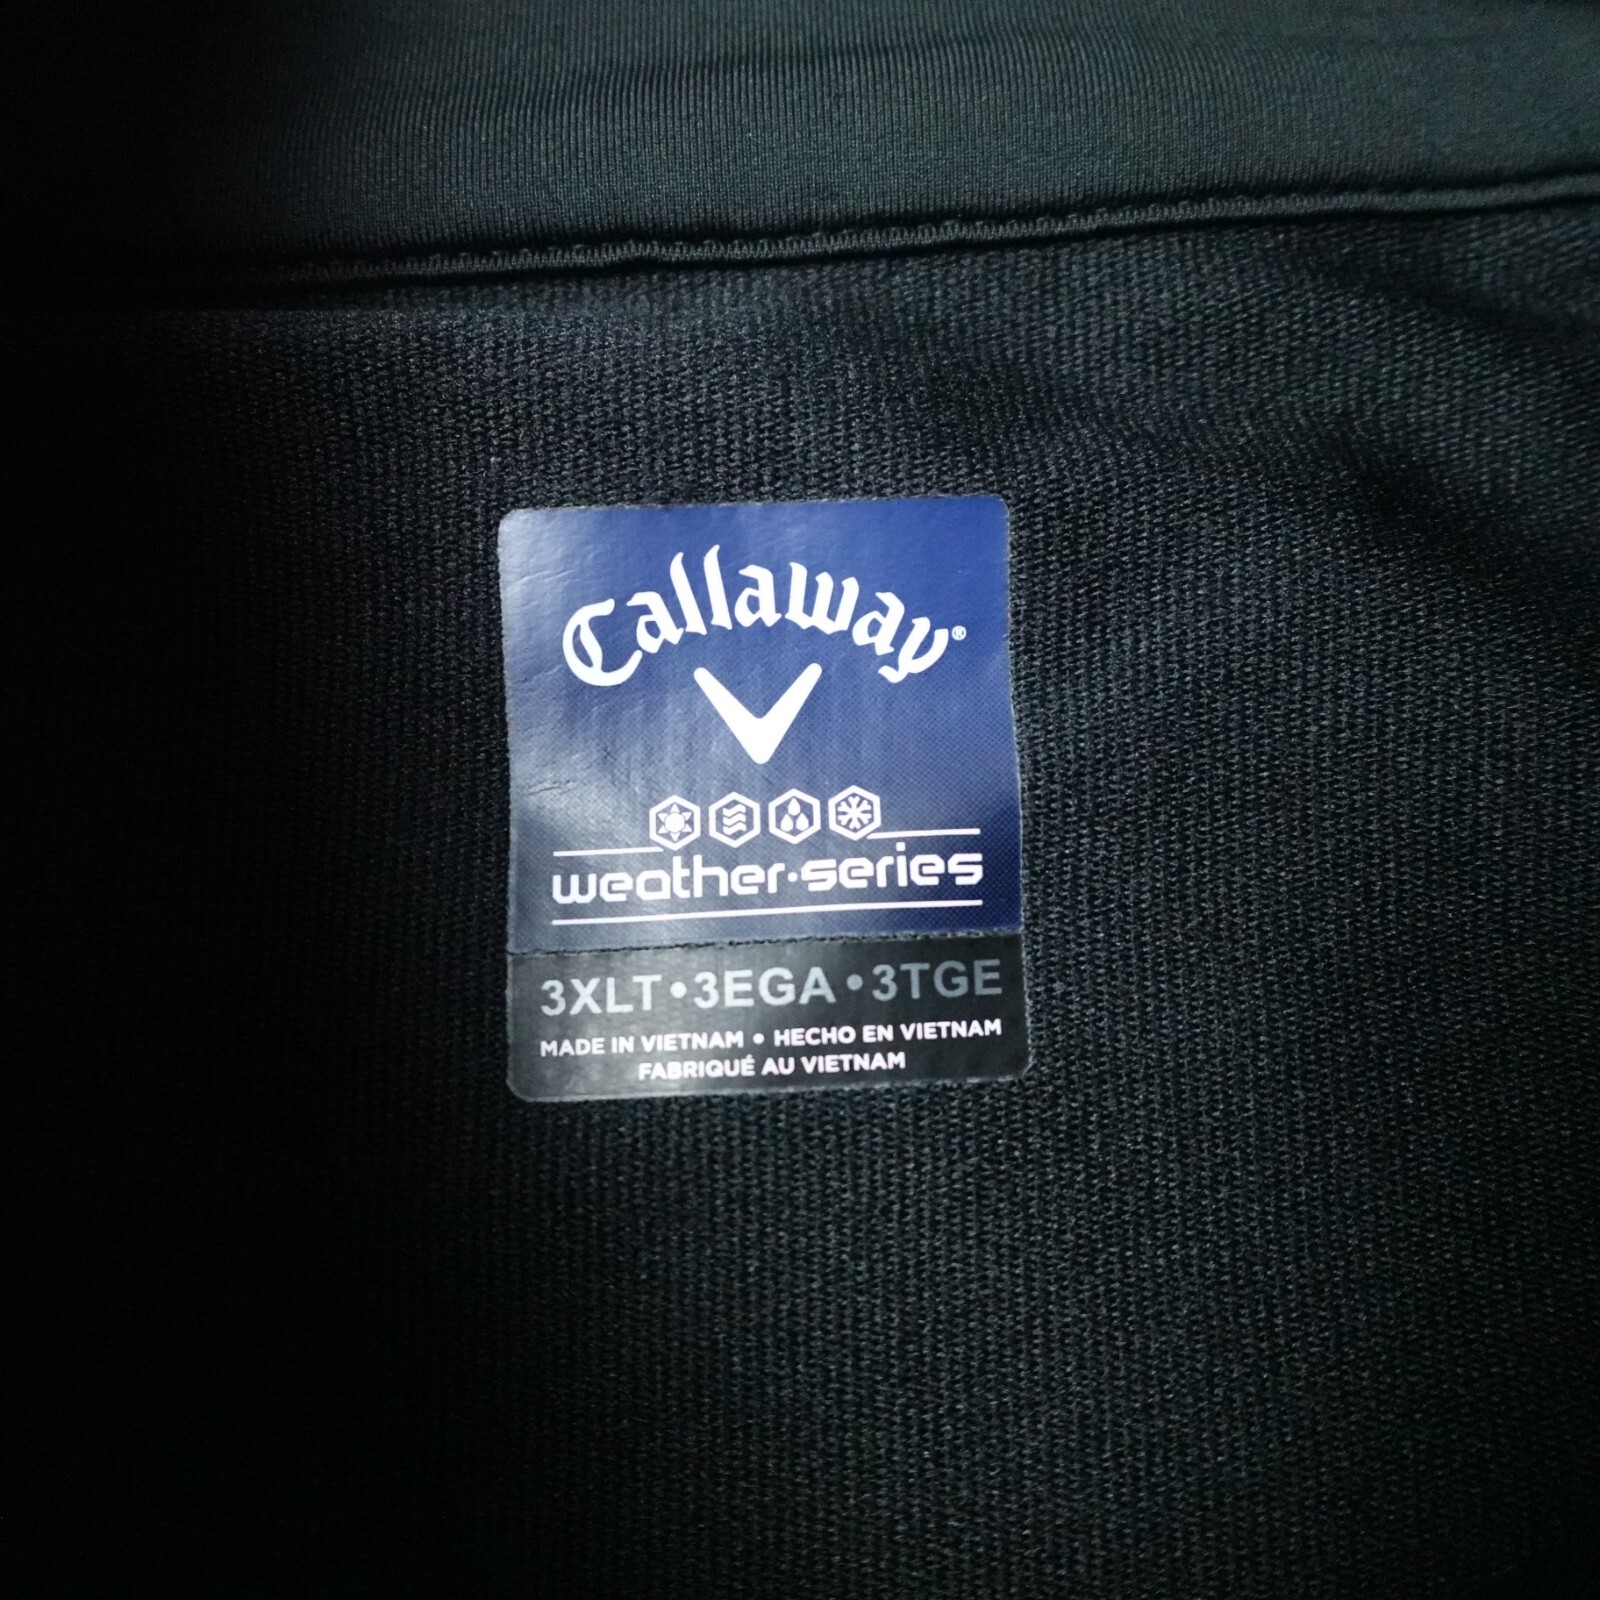 Callaway®
weather·series
3XLT • 3EGA • 3TGE
MADE IN VIETNAM • HECHO EN VIETNAM
FABRIQUÉ AU VIETNAM